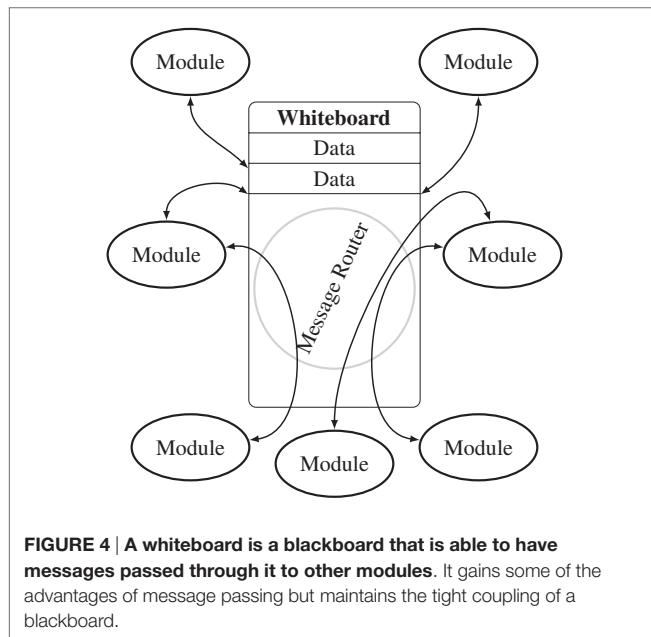 Module
Module
Whiteboard
Data
Data
Module
Message Router
Module
Module
Module
Module
FIGURE 4 | A whiteboard is a blackboard that is able to have
messages passed through it to other modules. It gains some of the
advantages of message passing but maintains the tight coupling of a
blackboard.